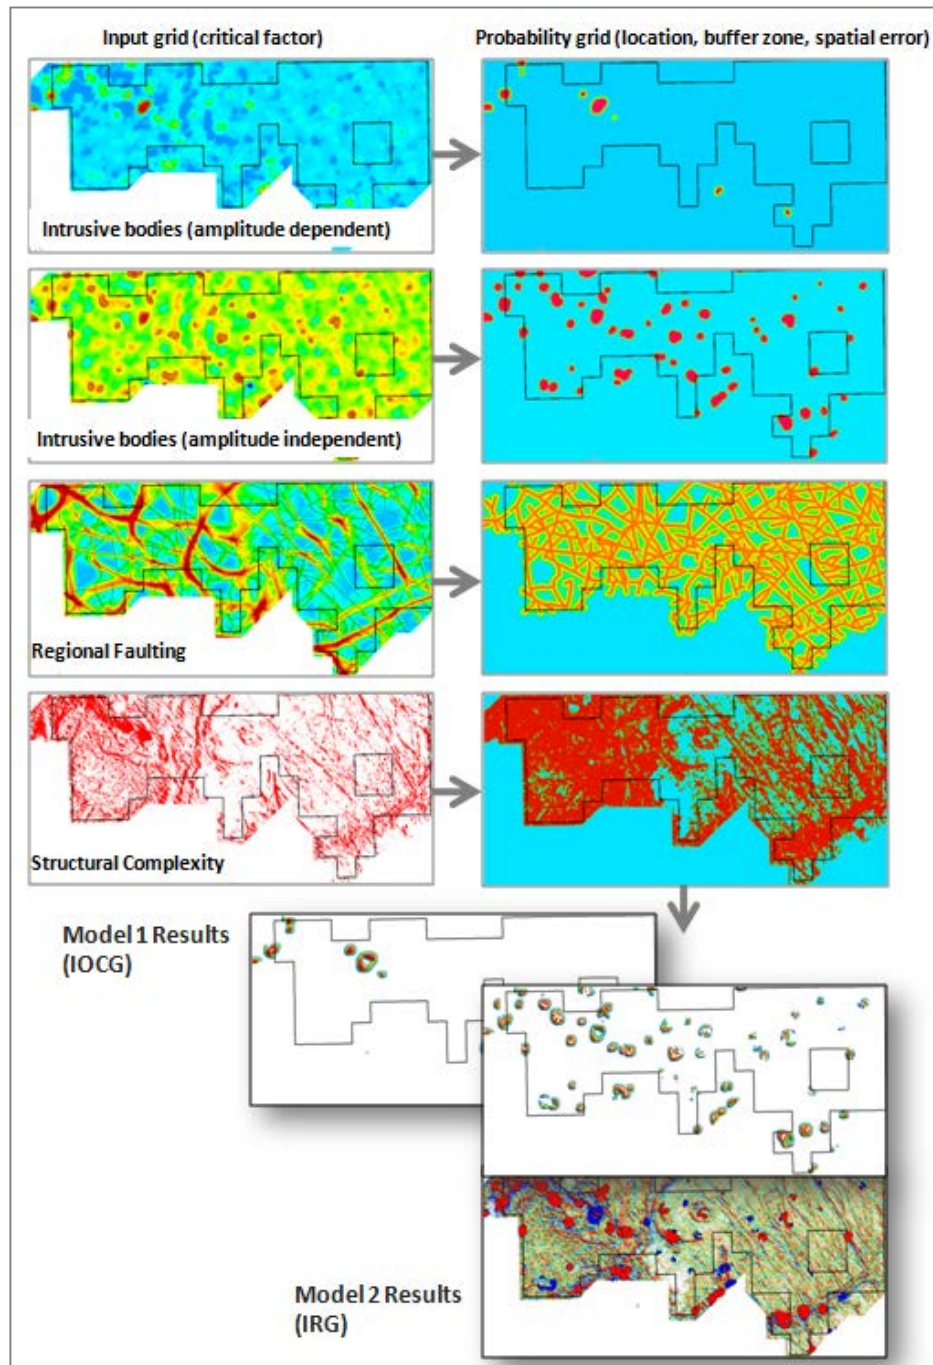 Input grid (critical factor)
Probability grid (location, buffer zone, spatial error)
Intrusive bodies (amplitude dependent)
Intrusive bodies (amplitude independent)
Regional Faulting
Structural Complexity
Model 1 Results
(IOCG)
Model 2 Results
(IRG)